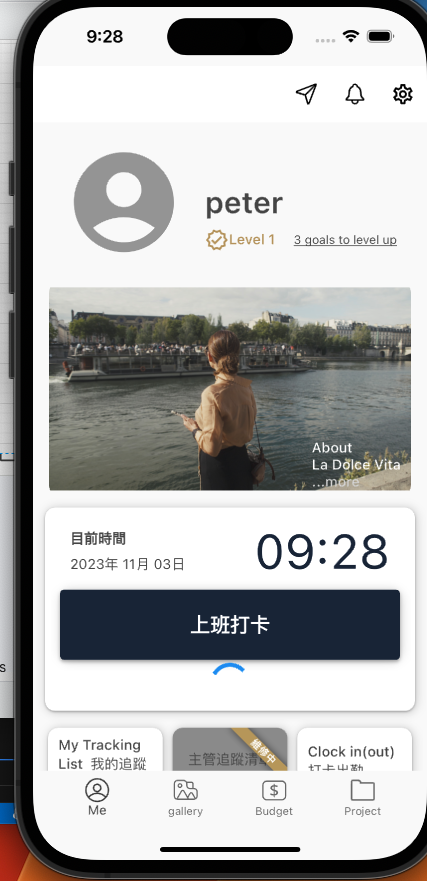 9:28
peter
Level 1
3 goals to level up
About
La Dolce Vita
...more
目前時間
2023年 11月 03日
09:28
上班打卡
My Tracking
List 我的追蹤
主管追蹤清
維修中
Clock in(out)
打卡出勤
Me
gallery
Budget
Project
S